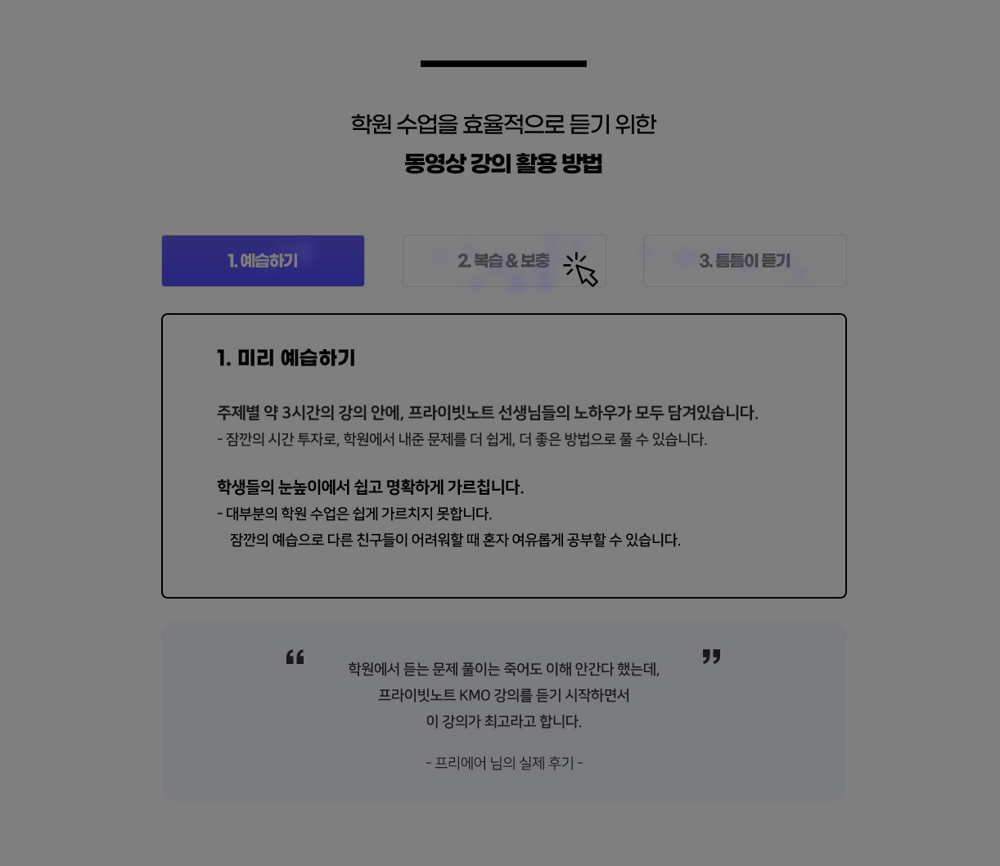 학원 수업을 효율적으로 듣기 위한
동영상 강의 활용 방법
1. 예습하기
2. 복습 & 보충
3. 틈틈이 듣기
1. 미리 예습하기
주제별 약 3시간의 강의 안에, 프라이빗노트 선생님들의 노하우가 모두 담겨있습니다.
- 잠깐의 시간 투자로, 학원에서 내준 문제를 더 쉽게, 더 좋은 방법으로 풀 수 있습니다.
학생들의 눈높이에서 쉽고 명확하게 가르칩니다.
- 대부분의 학원 수업은 쉽게 가르치지 못합니다.
잠깐의 예습으로 다른 친구들이 어려워할 때 혼자 여유롭게 공부할 수 있습니다.
“ 학원에서 듣는 문제 풀이는 죽어도 이해 안간다 했는데, ”
프라이빗노트 KMO 강의를 듣기 시작하면서
이 강의가 최고라고 합니다.
- 프리에어 님의 실제 후기 -